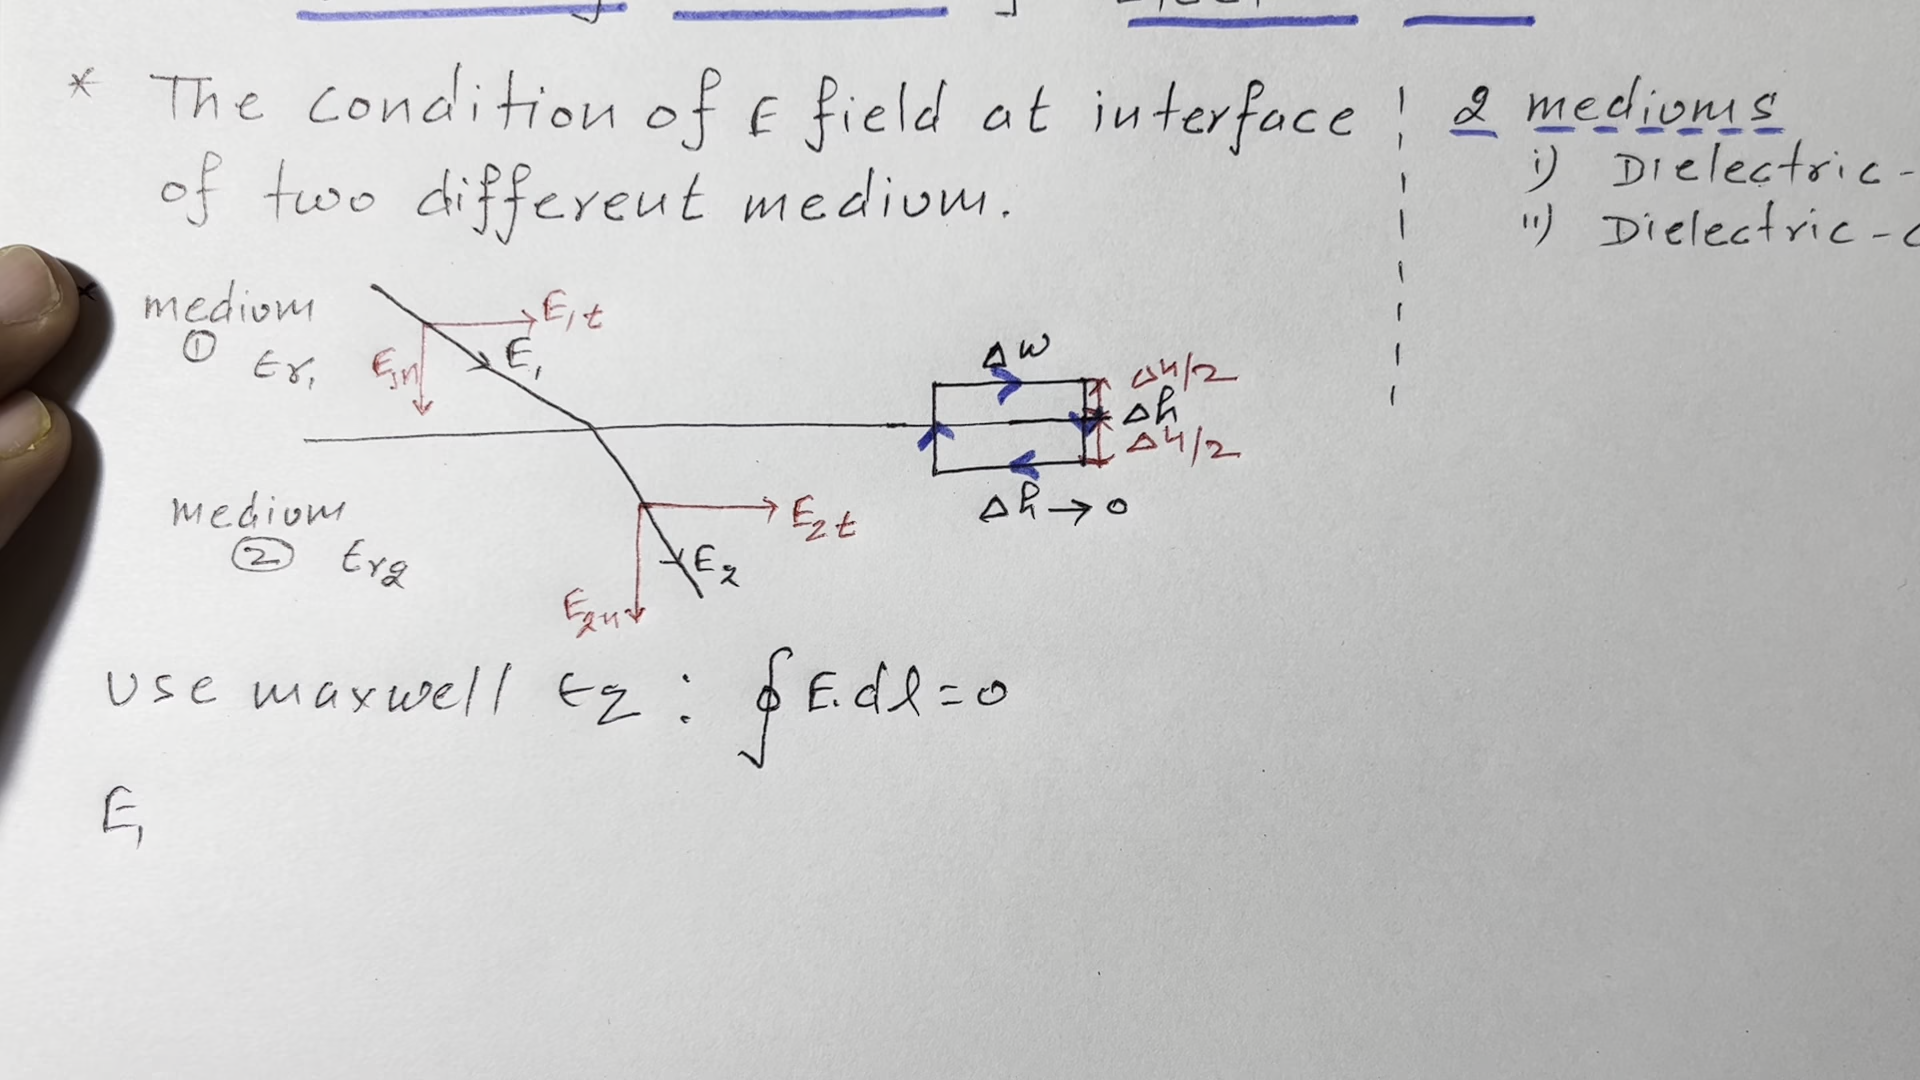 * The condition of E field at interface
of two different medium.
2 mediums
i) Dielectric -
ii) Dielectric - C
medium
① εr₁
E₁t
E₁n
E₁
medium
② εr₂
E₂t
E₂n
E₂
Δw
Δh/2
Δh
Δh/2
Δh → 0
Use maxwell Eq : ∮ E.dl = 0
E₁